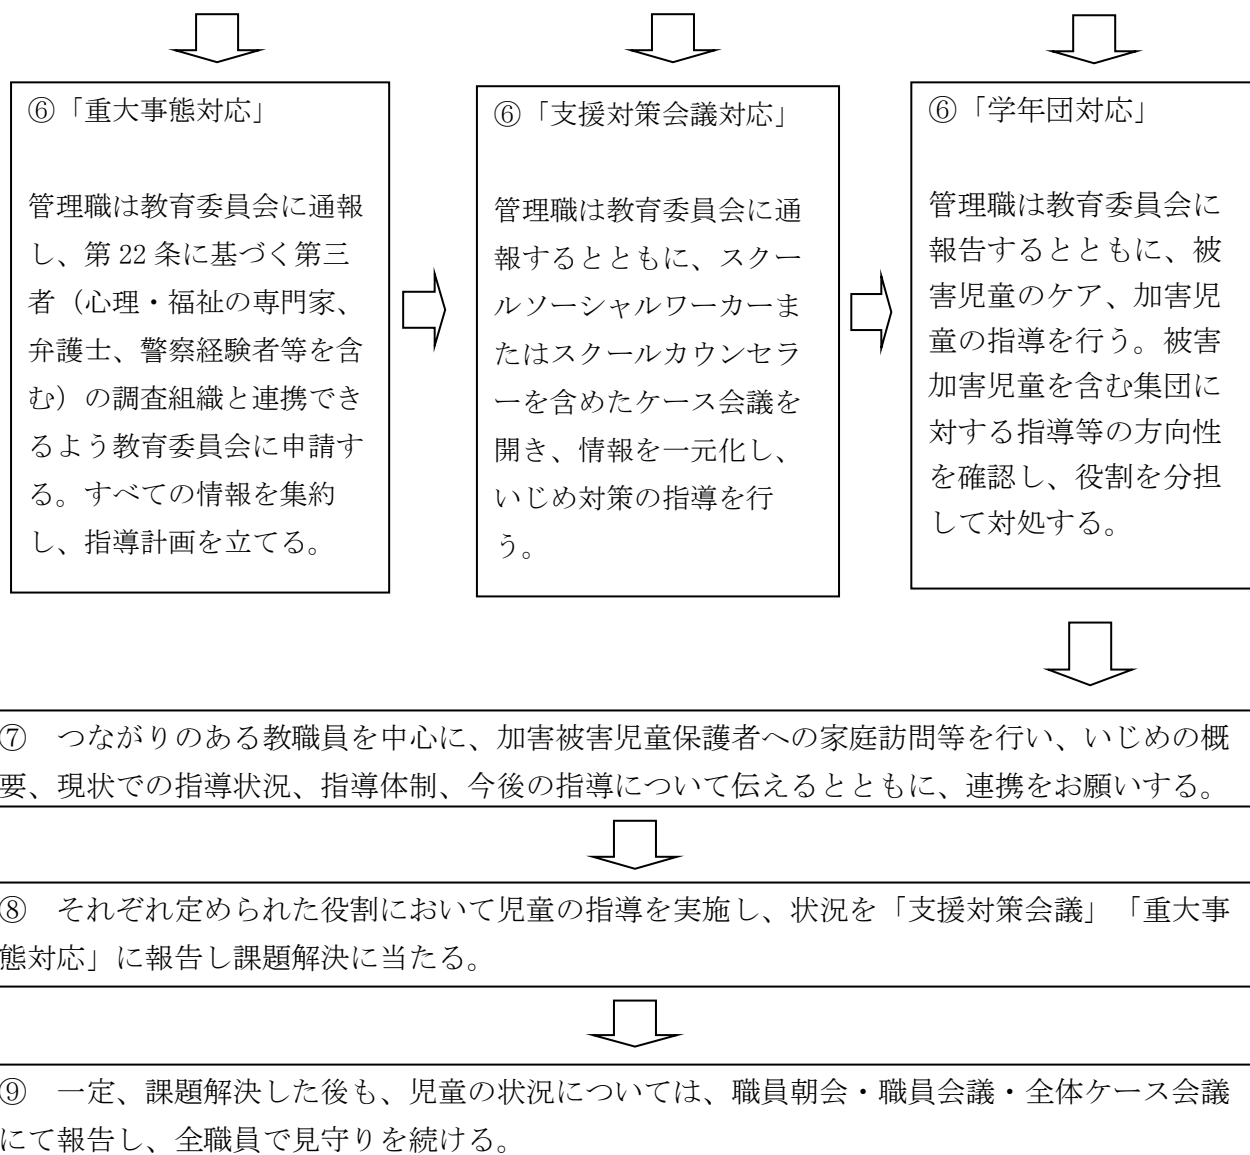 ⑥「重大事態対応」
管理職は教育委員会に通報
し、第 22 条に基づく第三
者（心理・福祉の専門家、
弁護士、警察経験者等を含
む）の調査組織と連携でき
るよう教育委員会に申請す
る。すべての情報を集約
し、指導計画を立てる。
⑥「支援対策会議対応」
管理職は教育委員会に通
報するとともに、スクー
ルソーシャルワーカーま
たはスクールカウンセラ
ーを含めたケース会議を
開き、情報を一元化し、
いじめ対策の指導を行
う。
⑥「学年団対応」
管理職は教育委員会に
報告するとともに、被
害児童のケア、加害児
童の指導を行う。被害
加害児童を含む集団に
対する指導等の方向性
を確認し、役割を分担
して対処する。
⑦　つながりのある教職員を中心に、加害被害児童保護者への家庭訪問等を行い、いじめの概
要、現状での指導状況、指導体制、今後の指導について伝えるとともに、連携をお願いする。
⑧　それぞれ定められた役割において児童の指導を実施し、状況を「支援対策会議」「重大事
態対応」に報告し課題解決に当たる。
⑨　一定、課題解決した後も、児童の状況については、職員朝会・職員会議・全体ケース会議
にて報告し、全職員で見守りを続ける。